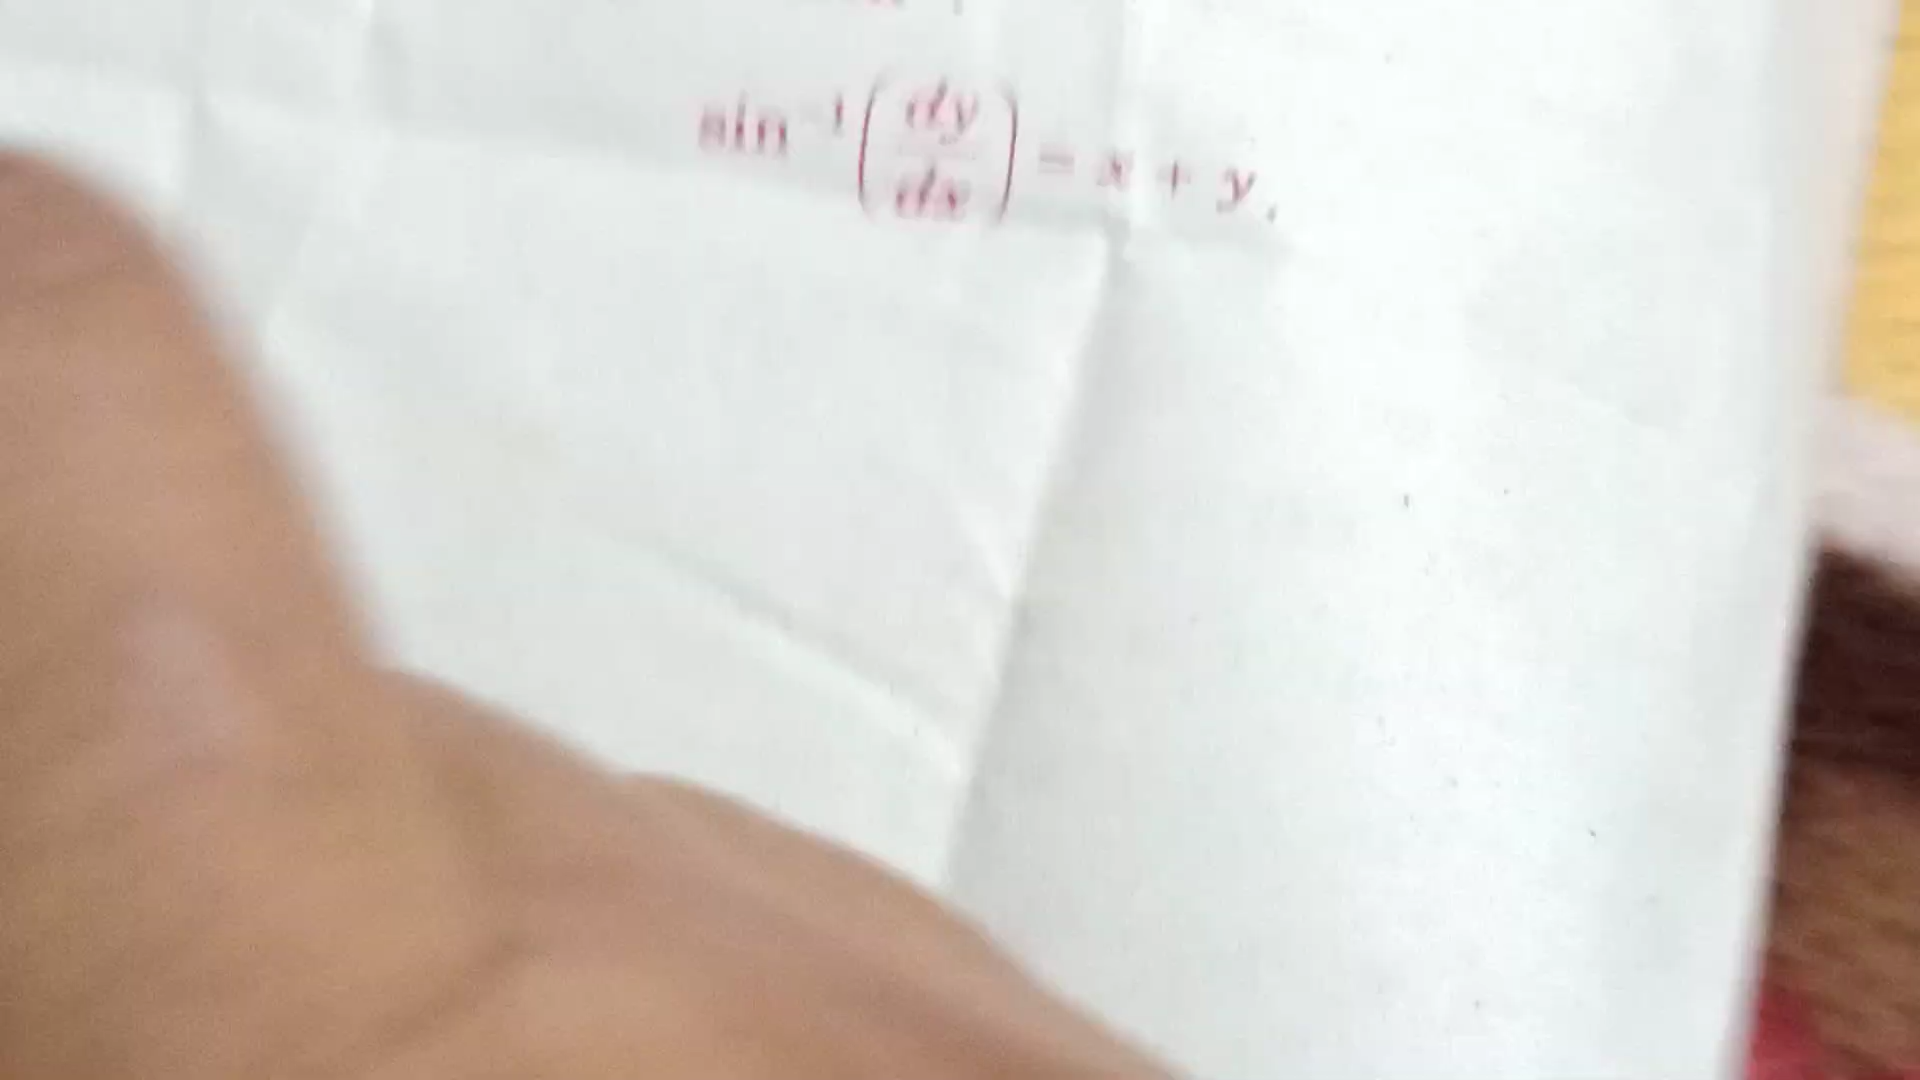 sin⁻¹(dy/dx) = x + y.